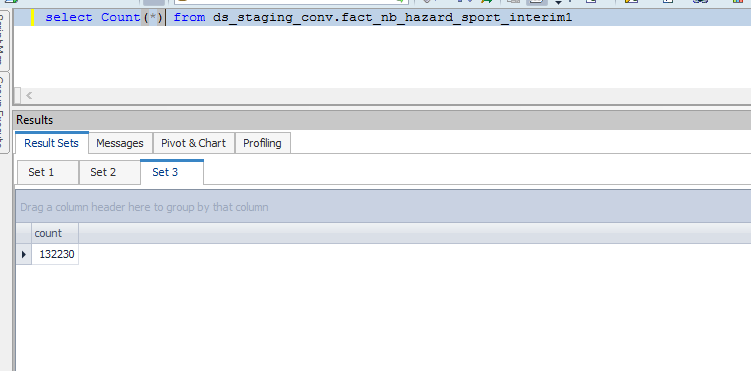 select Count(*) from ds_staging_conv.fact_nb_hazard_sport_interim1
Results
Result Sets Messages Pivot & Chart Profiling
Set 1 Set 2 Set 3
Drag a column header here to group by that column
count
132230